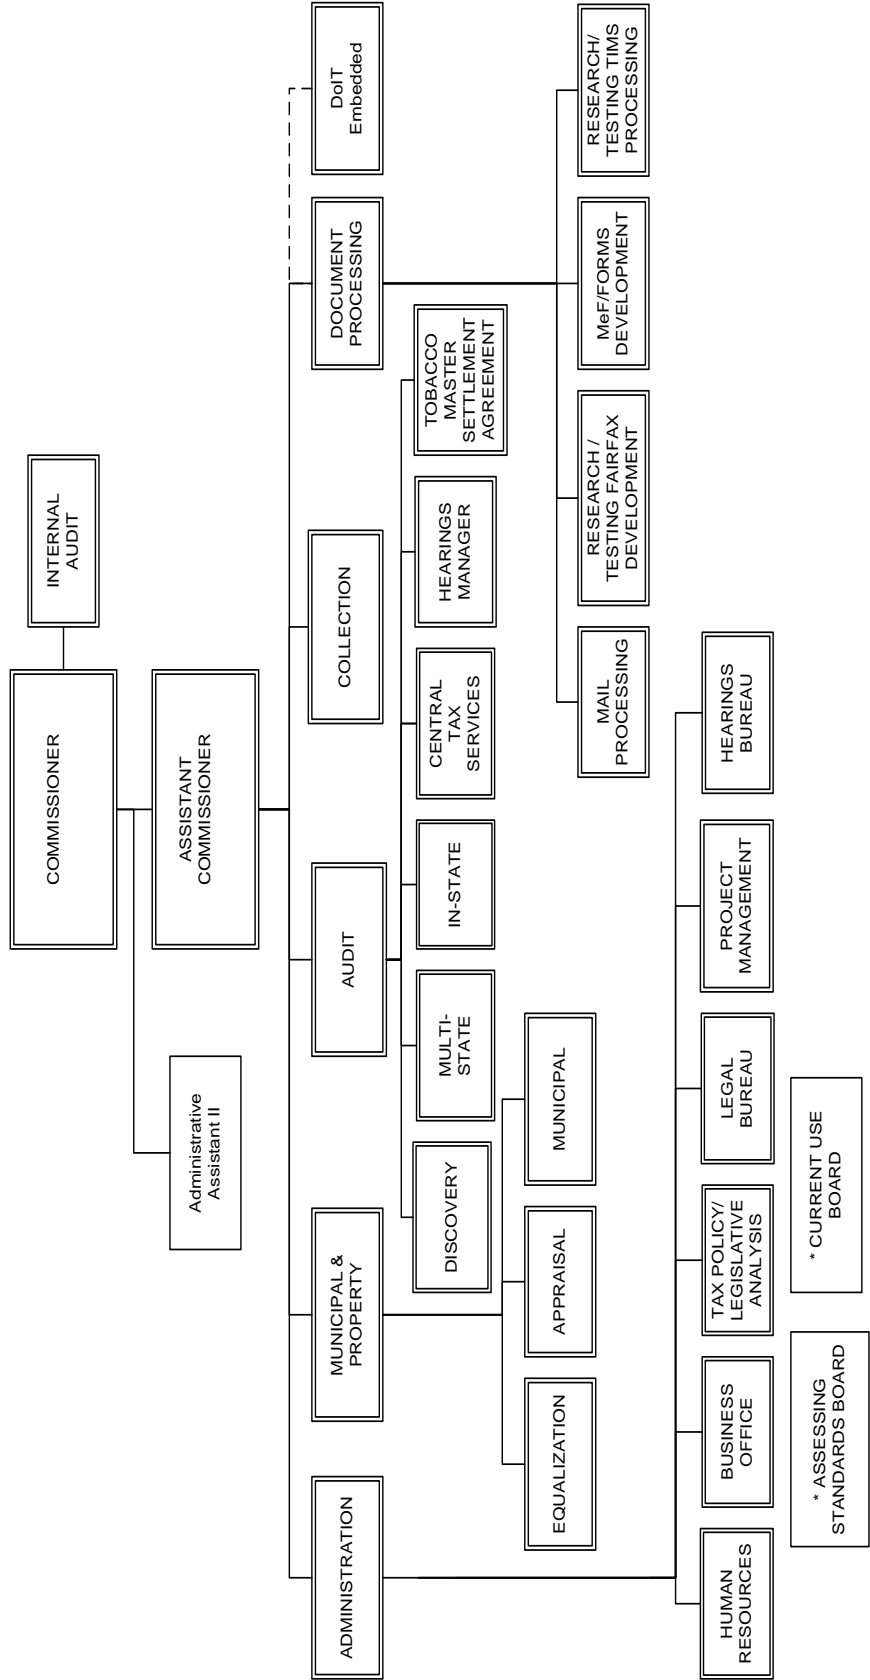 COMMISSIONER
INTERNAL
AUDIT
Administrative
Assistant II
ASSISTANT
COMMISSIONER
ADMINISTRATION
MUNICIPAL &
PROPERTY
AUDIT
COLLECTION
DOCUMENT
PROCESSING
DoIT
Embedded
DISCOVERY
MULTI-
STATE
IN-STATE
CENTRAL
TAX
SERVICES
HEARINGS
MANAGER
TOBACCO
MASTER
SETTLEMENT
AGREEMENT
EQUALIZATION
APPRAISAL
MUNICIPAL
MAIL
PROCESSING
RESEARCH /
TESTING FAIRFAX
DEVELOPMENT
MeF/FORMS
DEVELOPMENT
RESEARCH/
TESTING TIMS
PROCESSING
HUMAN
RESOURCES
BUSINESS
OFFICE
TAX POLICY/
LEGISLATIVE
ANALYSIS
LEGAL
BUREAU
PROJECT
MANAGEMENT
HEARINGS
BUREAU
* ASSESSING
STANDARDS BOARD
* CURRENT USE
BOARD